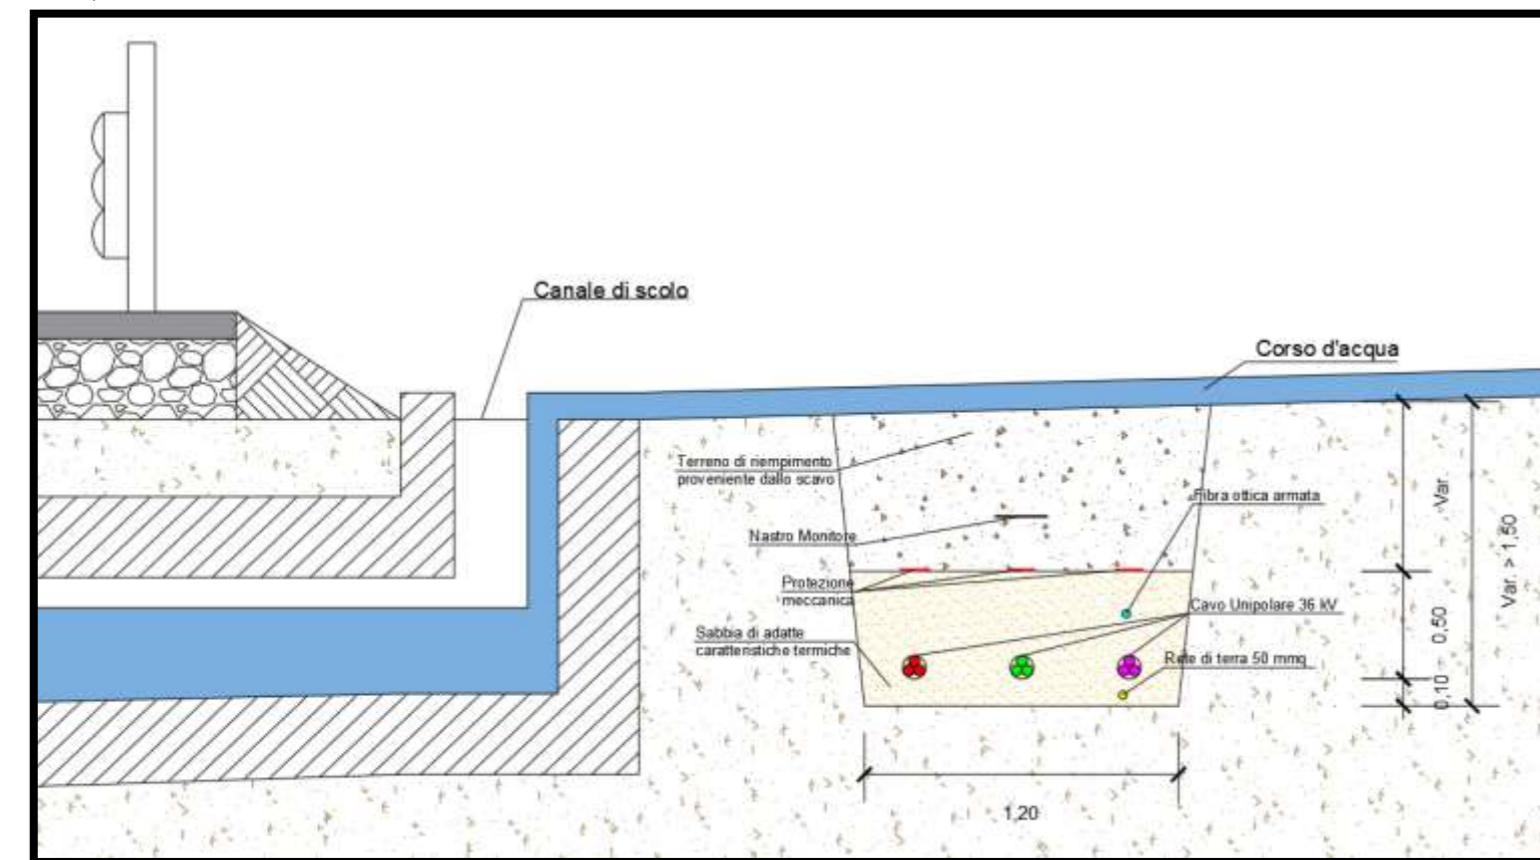 Canale di scolo
Corso d'acqua
Terreno di riempimento
proveniente dallo scavo
Fibra ottica armata
Nastro Monitore
Protezione
meccanica
Cavo Unipolare 36 kV
Sabbia di adatte
caratteristiche termiche
Rete di terra 50 mmq
Var
Var. > 1,50
0,50
0,10
1,20